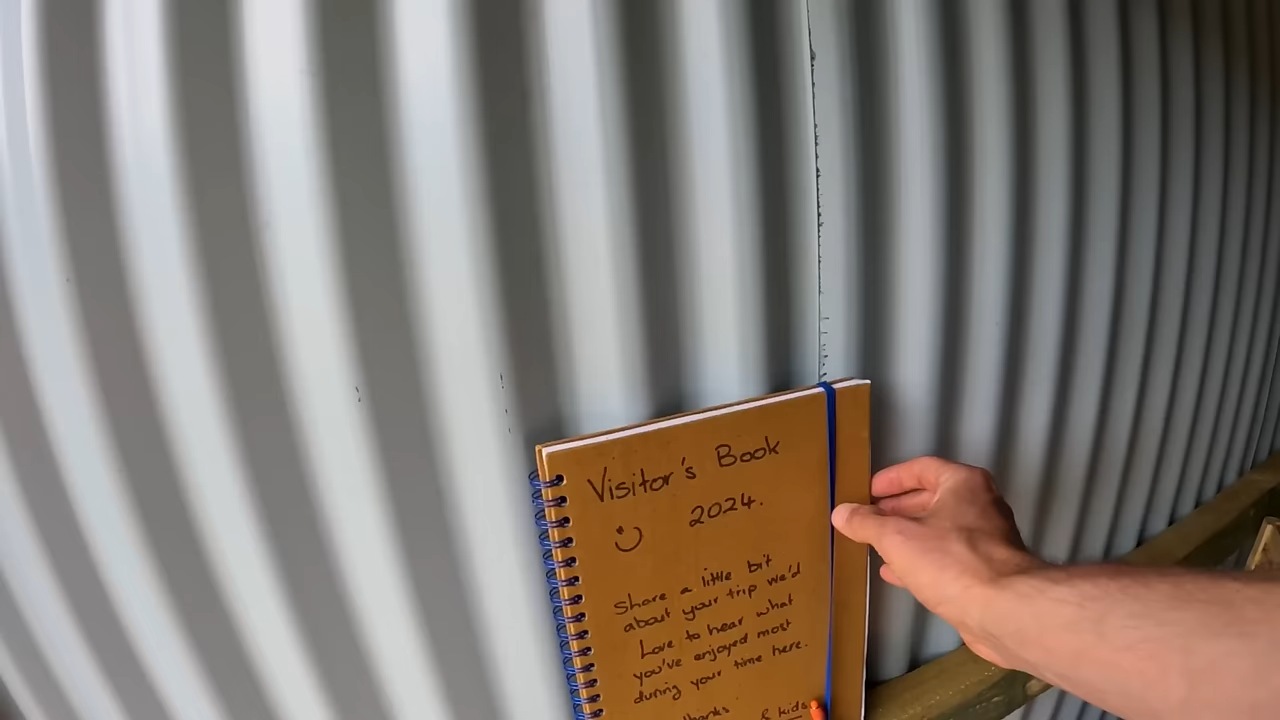 Visitor's Book
2024.
Share a little bit
about your trip we'd
Love to hear what
you've enjoyed most
during your time here.
thanks & kids